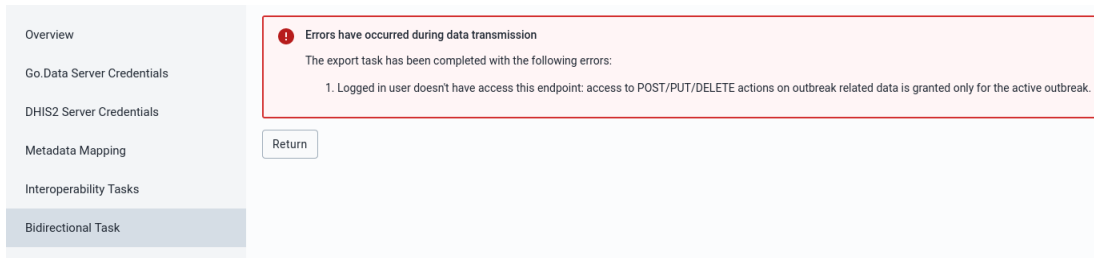 Overview
Go.Data Server Credentials
DHIS2 Server Credentials
Metadata Mapping
Interoperability Tasks
Bidirectional Task
Errors have occurred during data transmission
The export task has been completed with the following errors:
1. Logged in user doesn't have access this endpoint: access to POST/PUT/DELETE actions on outbreak related data is granted only for the active outbreak.
Return